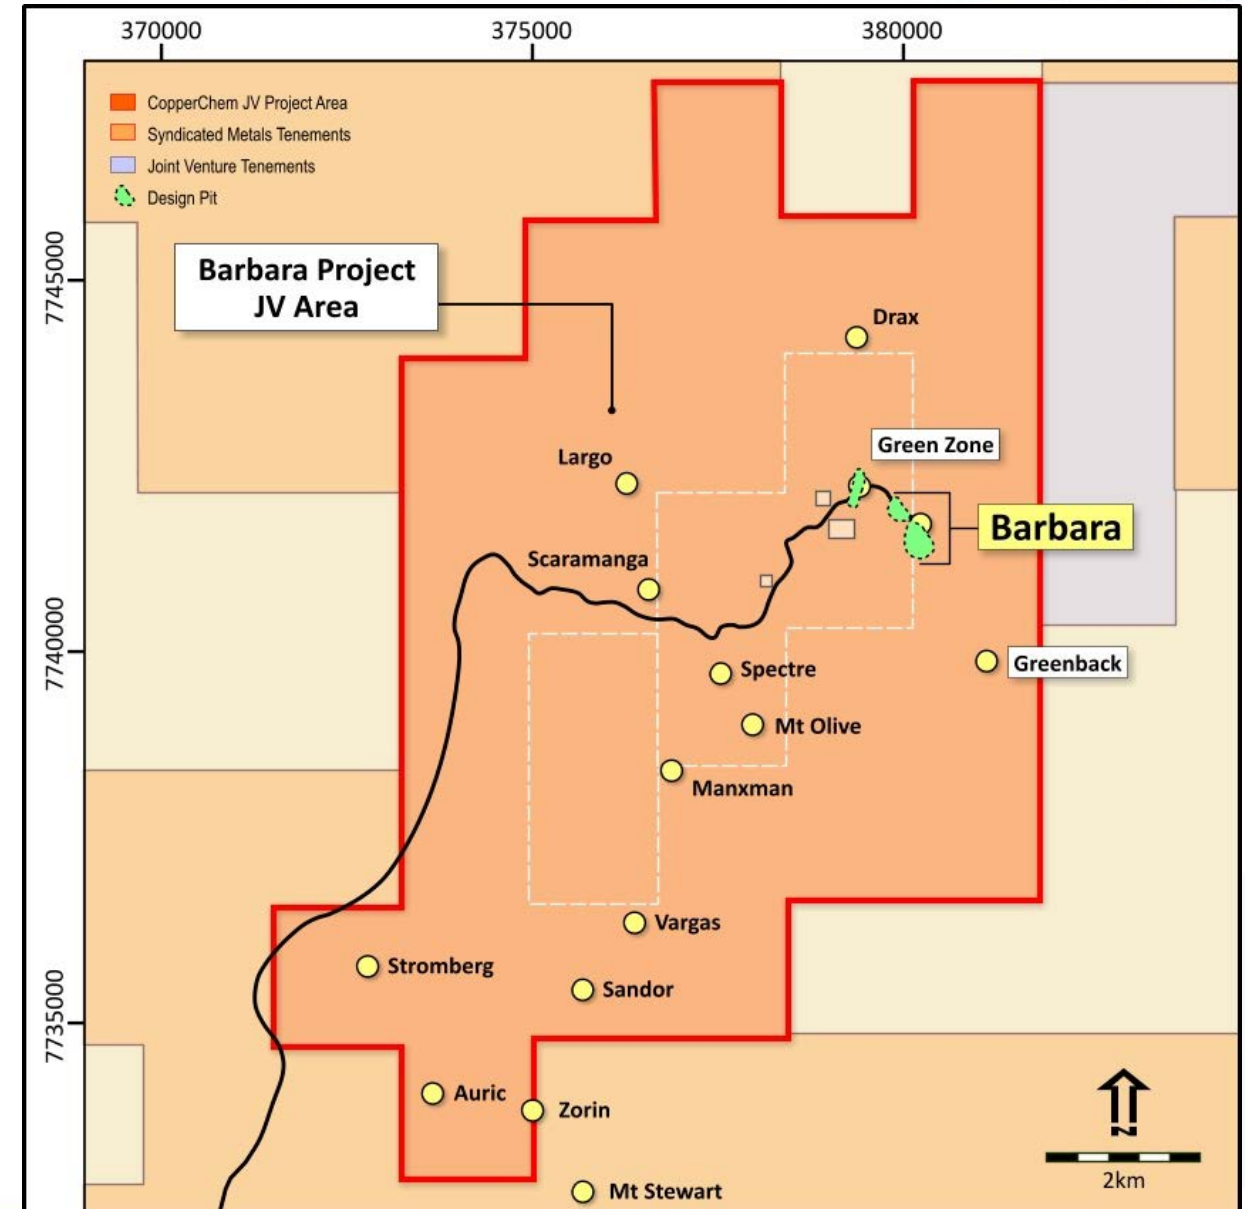 370000
375000
380000
CopperChem JV Project Area
Syndicated Metals Tenements
Joint Venture Tenements
Design Pit
7745000
Barbara Project
JV Area
Drax
Green Zone
Largo
Barbara
Scaramanga
7740000
Spectre
Greenback
Mt Olive
Manxman
Vargas
Stromberg
Sandor
7735000
Auric
Zorin
N
2km
Mt Stewart